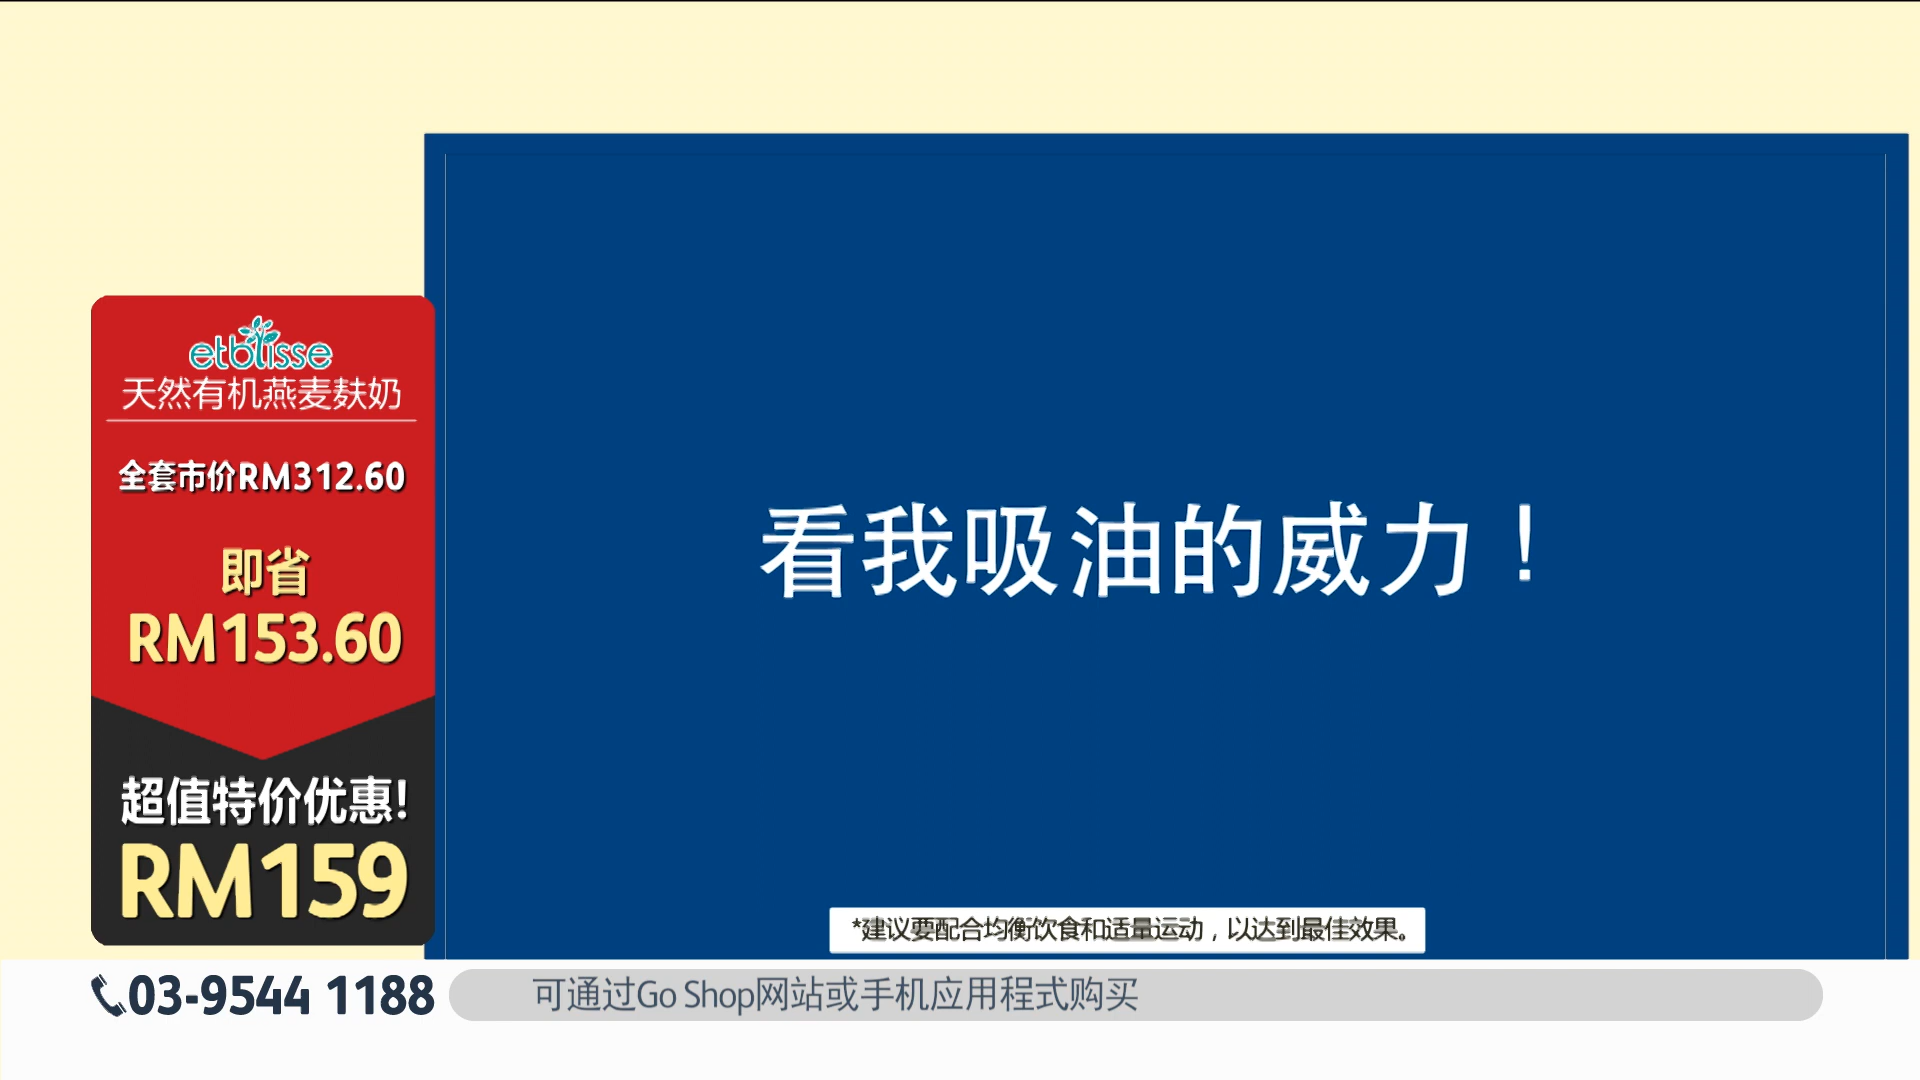 etblisse
天然有机燕麦麸奶
全套市价RM312.60
即省
RM153.60
超值特价优惠!
RM159
看我吸油的威力！
*建议要配合均衡饮食和适量运动，以达到最佳效果。
03-9544 1188
可通过Go Shop网站或手机应用程式购买